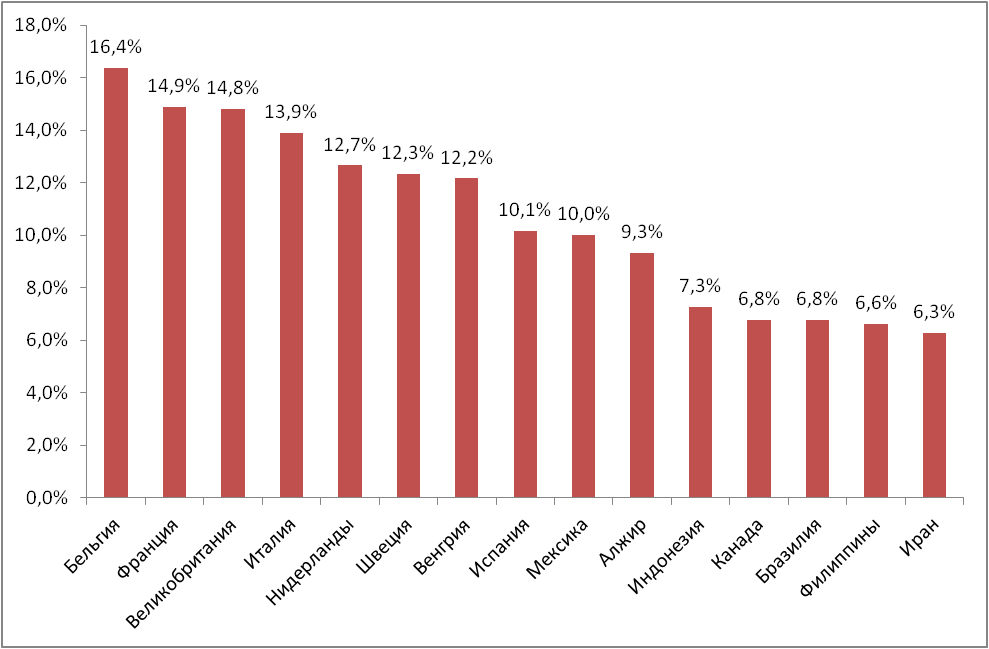 18,0%
16,0%
14,0%
12,0%
10,0%
8,0%
6,0%
4,0%
2,0%
0,0%
16,4%
14,9%
14,8%
13,9%
12,7%
12,3%
12,2%
10,1%
10,0%
9,3%
7,3%
6,8%
6,8%
6,6%
6,3%
Бельгия
Франция
Великобритания
Италия
Нидерланды
Швеция
Венгрия
Испания
Мексика
Алжир
Индонезия
Канада
Бразилия
Филиппины
Иран